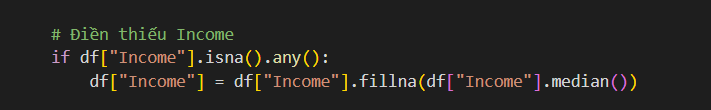 # Điền thiếu Income
if df["Income"].isna().any():
    df["Income"] = df["Income"].fillna(df["Income"].median())